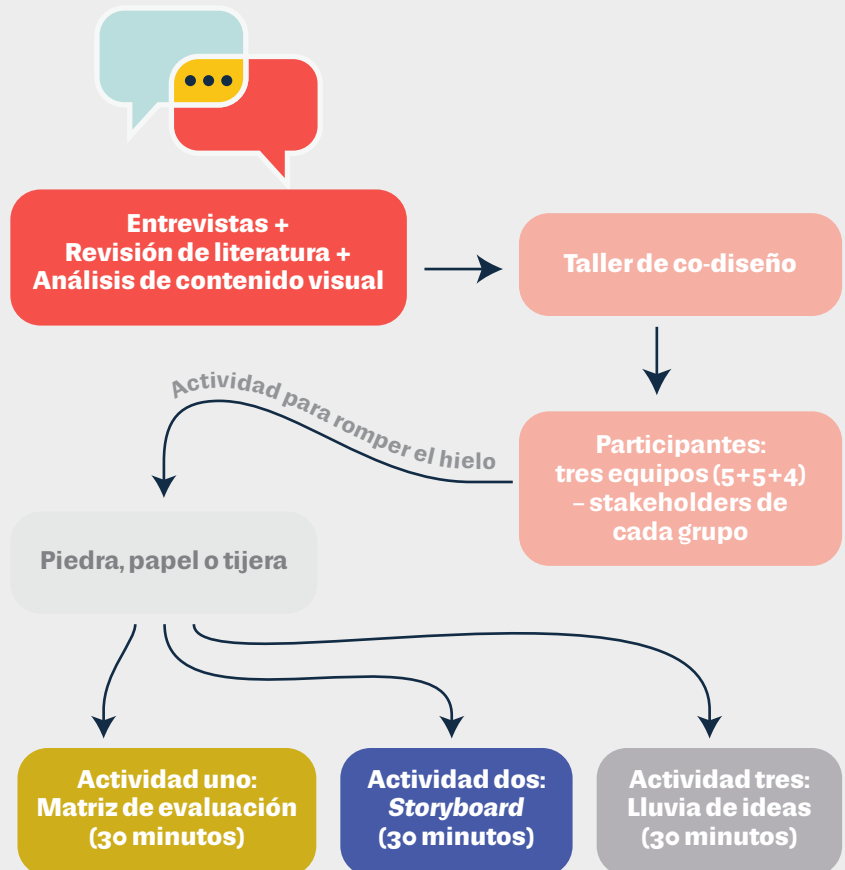 Entrevistas +
Revisión de literatura +
Análisis de contenido visual
Taller de co-diseño
Participantes:
tres equipos (5+5+4)
– stakeholders de
cada grupo
Actividad para romper el hielo
Piedra, papel o tijera
Actividad uno:
Matriz de evaluación
(30 minutos)
Actividad dos:
Storyboard
(30 minutos)
Actividad tres:
Lluvia de ideas
(30 minutos)